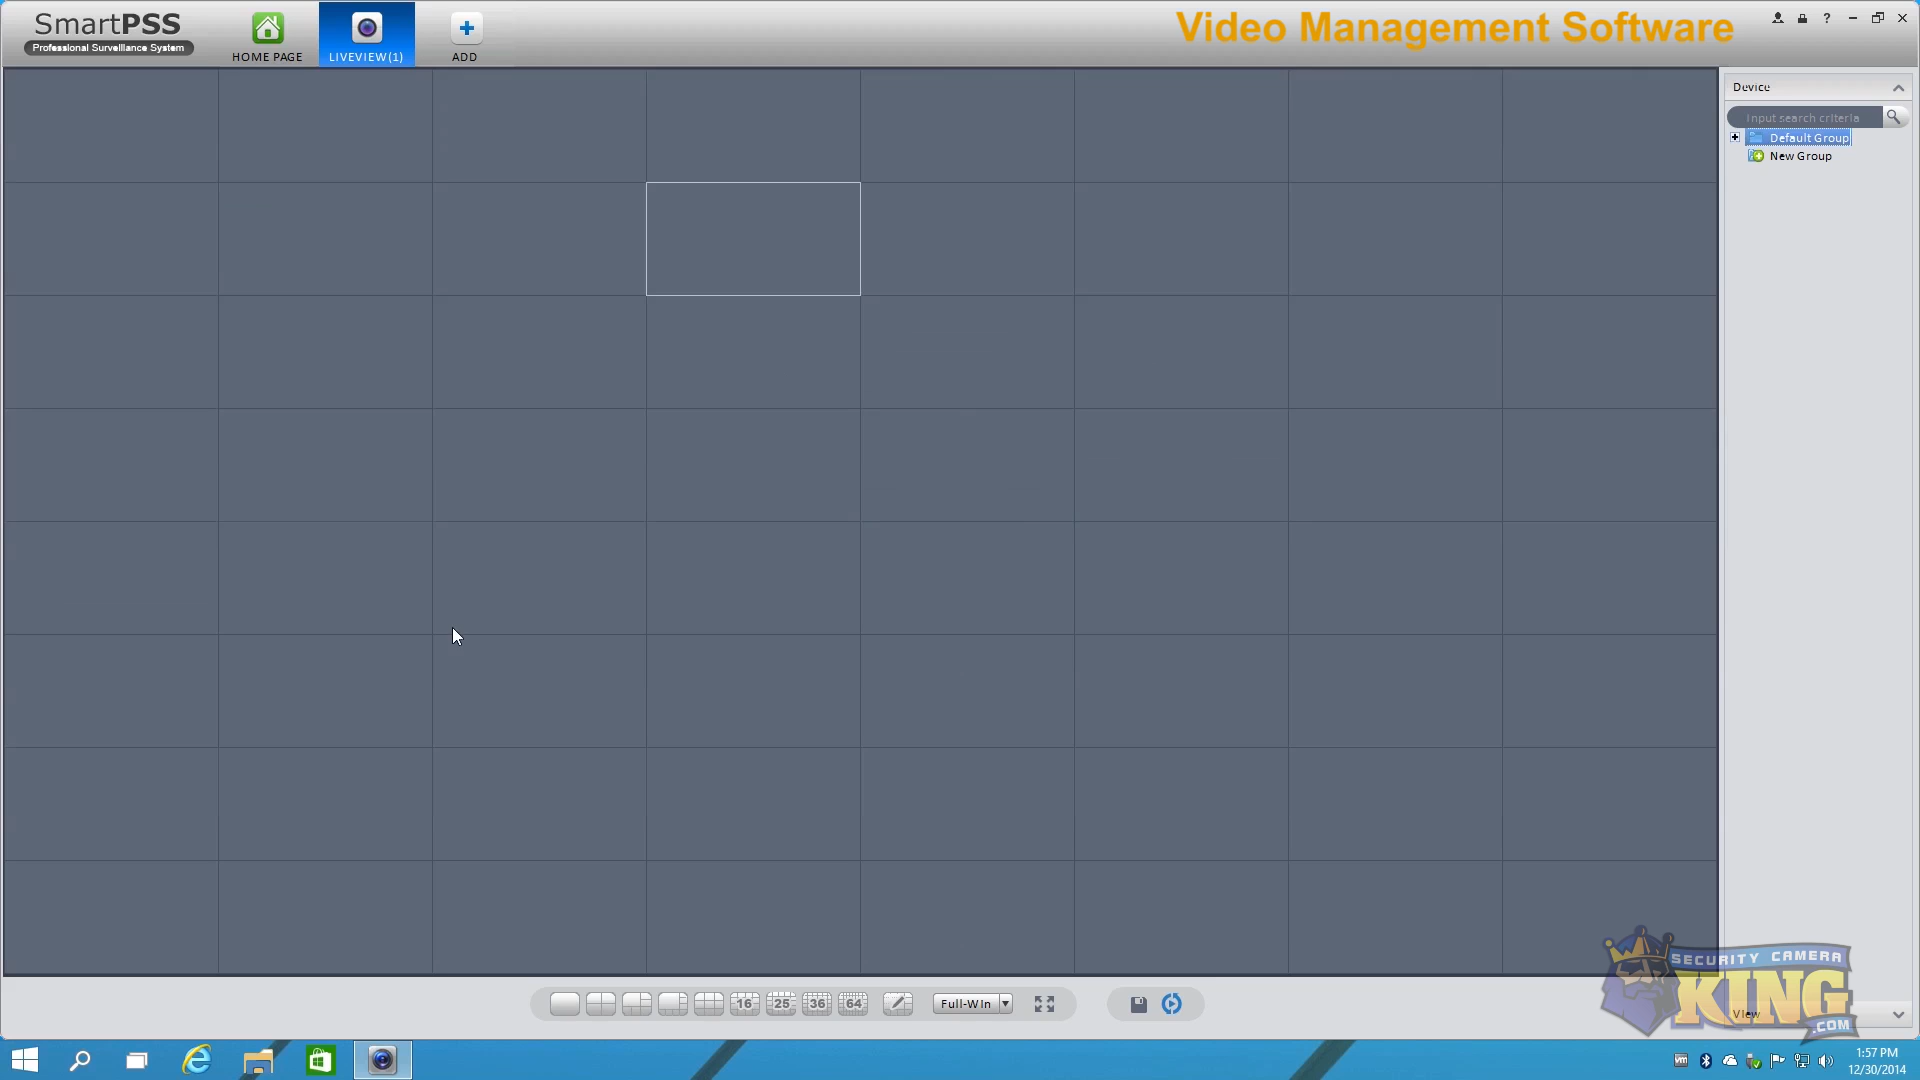 SmartPSS
Professional Surveillance System
HOME PAGE
LIVEVIEW(1)
ADD
Video Management Software
?
Device
Input search criteria
Default Group
New Group
16
25
36
64
Full-Win
View
SECURITY CAMERA
KING
.COM
vm
1:57 PM
12/30/2014